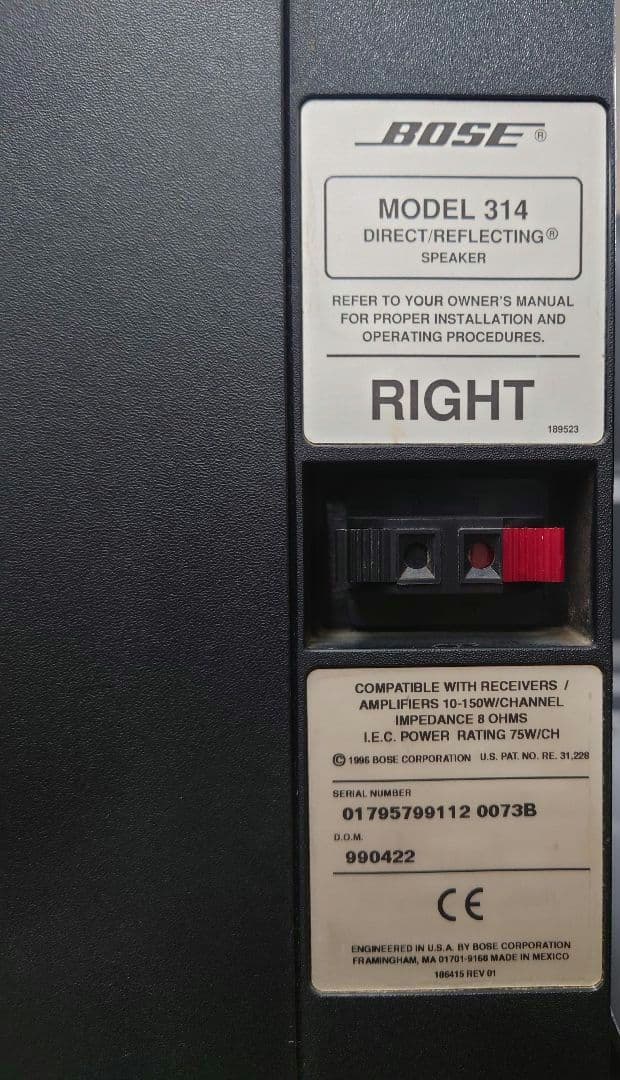 BOSE®
MODEL 314
DIRECT/REFLECTING®
SPEAKER
REFER TO YOUR OWNER'S MANUAL
FOR PROPER INSTALLATION AND
OPERATING PROCEDURES.
RIGHT
189523
COMPATIBLE WITH RECEIVERS /
AMPLIFIERS 10-150W/CHANNEL
IMPEDANCE 8 OHMS
I.E.C. POWER RATING 75W/CH
© 1996 BOSE CORPORATION U.S. PAT. NO. RE. 31,228
SERIAL NUMBER
01795799112 0073B
D.O.M.
990422
CE
ENGINEERED IN U.S.A. BY BOSE CORPORATION
FRAMINGHAM, MA 01701-9168 MADE IN MEXICO
186415 REV 01